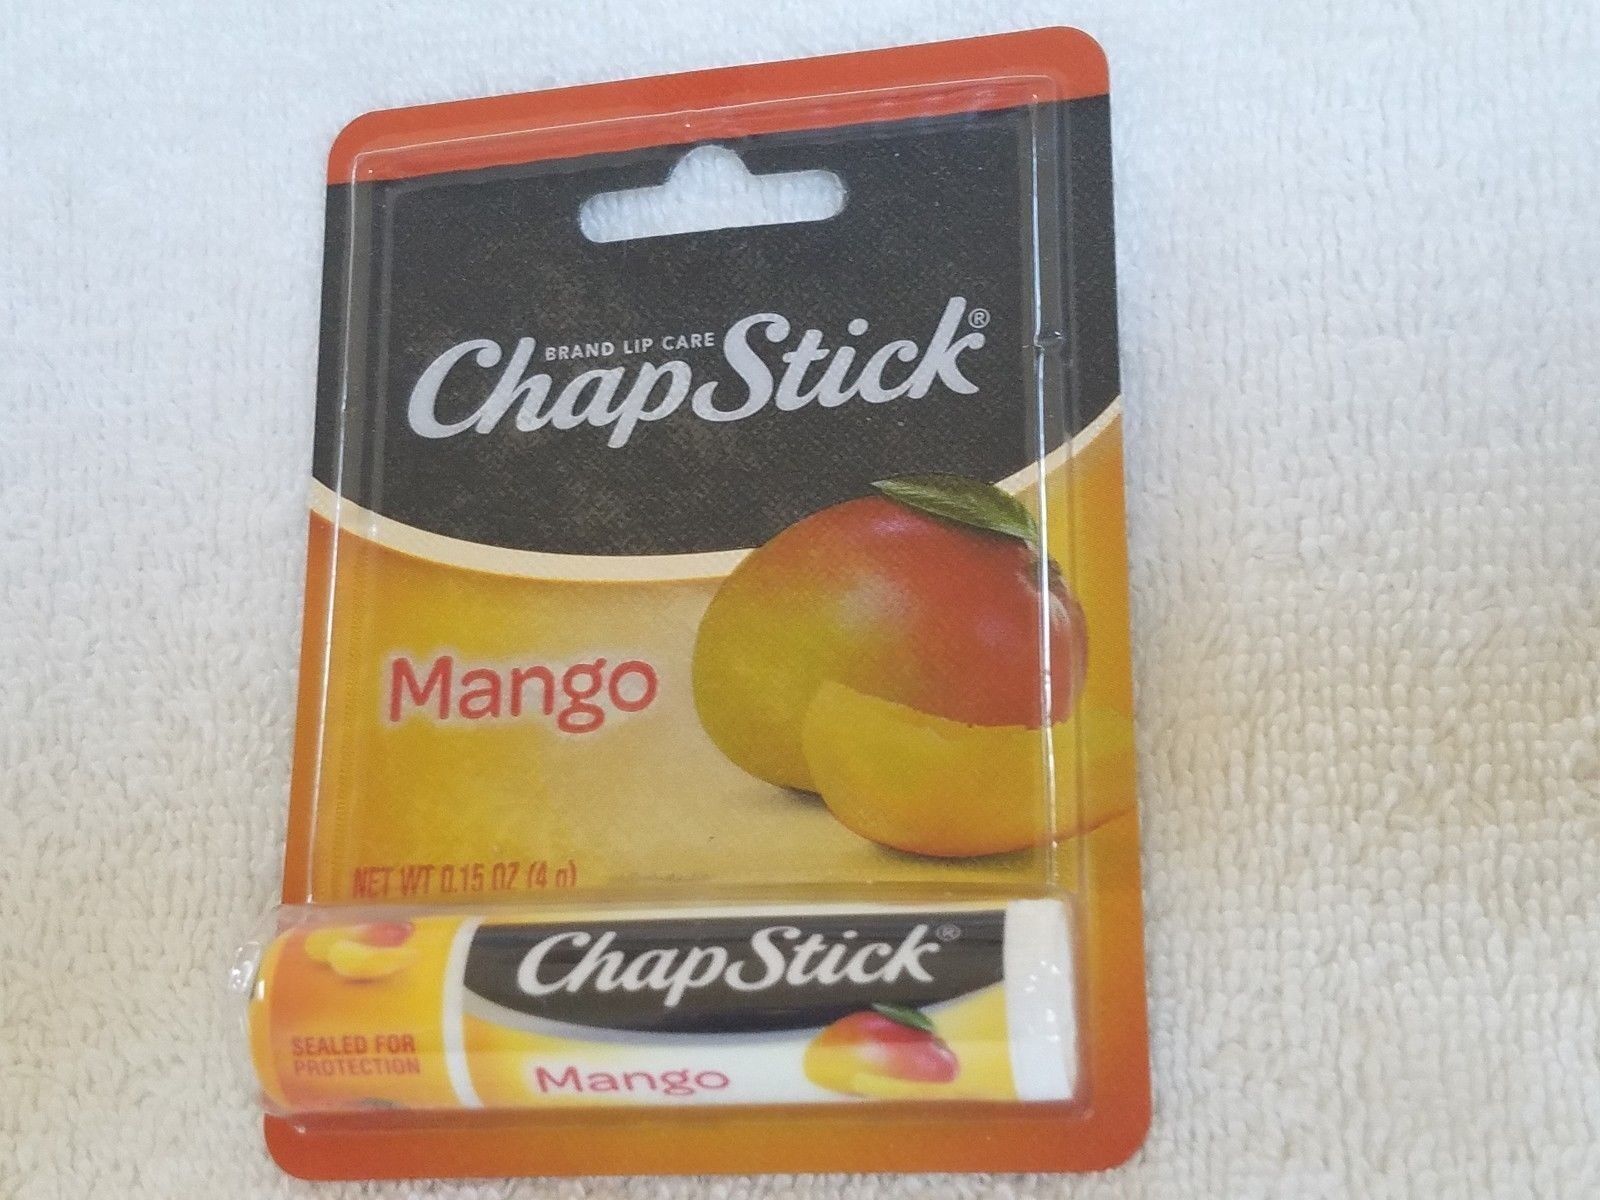 BRAND LIP CARE
ChapStick®
Mango
NET WT 0.15 OZ (4 g)
ChapStick®
SEALED FOR
PROTECTION
Mango